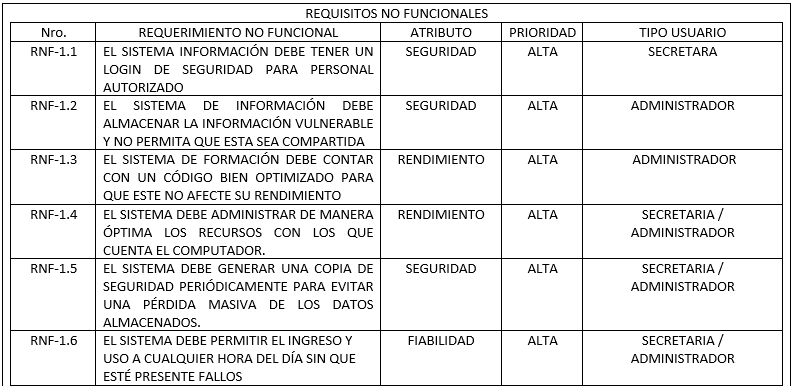 REQUISITOS NO FUNCIONALES
Nro. REQUERIMIENTO NO FUNCIONAL ATRIBUTO PRIORIDAD TIPO USUARIO
RNF-1.1 EL SISTEMA INFORMACIÓN DEBE TENER UN SEGURIDAD ALTA SECRETARA
LOGIN DE SEGURIDAD PARA PERSONAL
AUTORIZADO
RNF-1.2 EL SISTEMA DE INFORMACIÓN DEBE SEGURIDAD ALTA ADMINISTRADOR
ALMACENAR LA INFORMACIÓN VULNERABLE
Y NO PERMITA QUE ESTA SEA COMPARTIDA
RNF-1.3 EL SISTEMA DE FORMACIÓN DEBE CONTAR RENDIMIENTO ALTA ADMINISTRADOR
CON UN CÓDIGO BIEN OPTIMIZADO PARA
QUE ESTE NO AFECTE SU RENDIMIENTO
RNF-1.4 EL SISTEMA DEBE ADMINISTRAR DE MANERA RENDIMIENTO ALTA SECRETARIA /
ÓPTIMA LOS RECURSOS CON LOS QUE ADMINISTRADOR
CUENTA EL COMPUTADOR.
RNF-1.5 EL SISTEMA DEBE GENERAR UNA COPIA DE SEGURIDAD ALTA SECRETARIA /
SEGURIDAD PERIÓDICAMENTE PARA EVITAR ADMINISTRADOR
UNA PÉRDIDA MASIVA DE LOS DATOS
ALMACENADOS.
RNF-1.6 EL SISTEMA DEBE PERMITIR EL INGRESO Y FIABILIDAD ALTA SECRETARIA /
USO A CUALQUIER HORA DEL DÍA SIN QUE ADMINISTRADOR
ESTÉ PRESENTE FALLOS